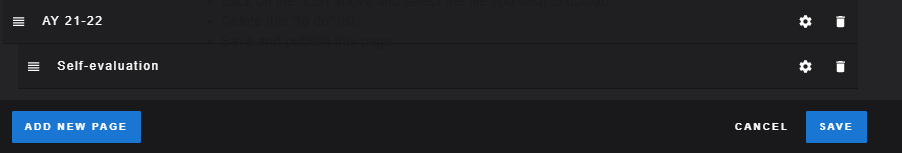 AY 21-22
Self-evaluation
ADD NEW PAGE
CANCEL
SAVE